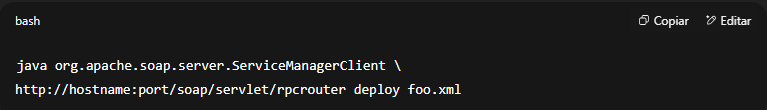 bash
Copiar
Editar
java org.apache.soap.server.ServiceManagerClient \
http://hostname:port/soap/servlet/rpcrouter deploy foo.xml